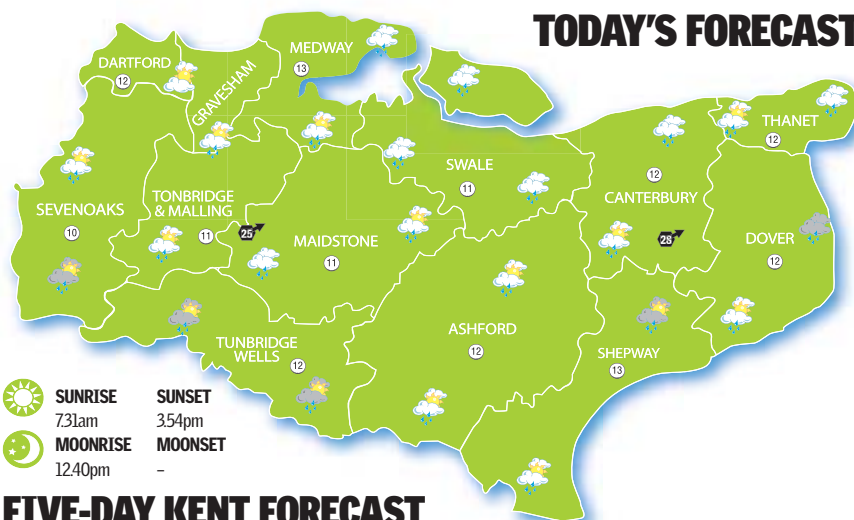 TODAY'S FORECAST
MEDWAY
13
DARTFORD
12
GRAVESHAM
THANET
12
SWALE
11
12
CANTERBURY
TONBRIDGE
& MALLING
11
SEVENOAKS
10
25
MAIDSTONE
11
28
DOVER
12
ASHFORD
12
TUNBRIDGE
WELLS
12
SHEPWAY
13
SUNRISE SUNSET
7.31am 3.54pm
MOONRISE MOONSET
12.40pm –
FIVE-DAY KENT FORECAST